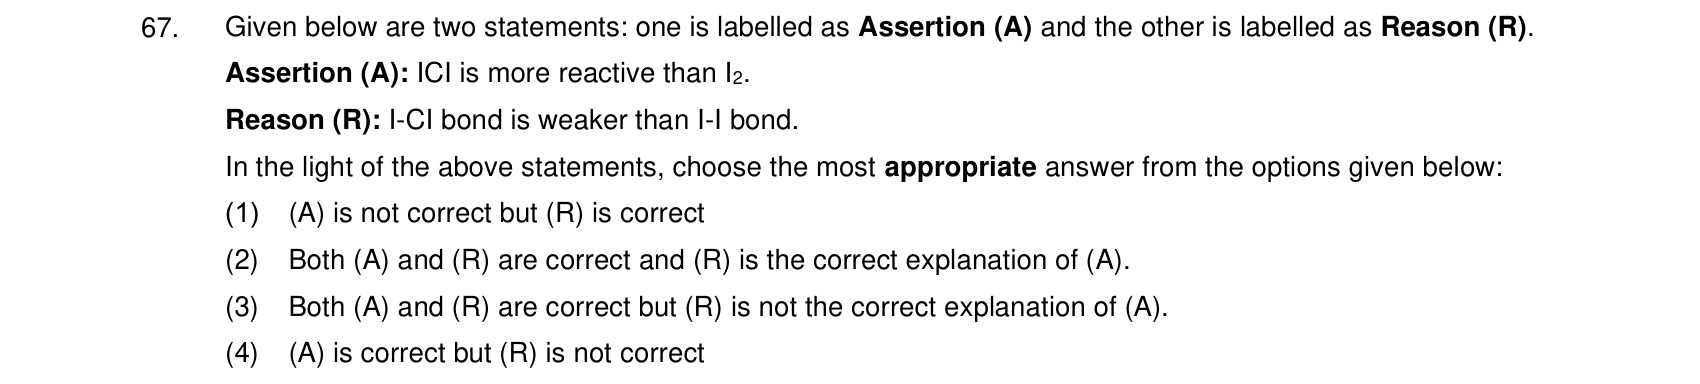 67. Given below are two statements: one is labelled as Assertion (A) and the other is labelled as Reason (R).
Assertion (A): ICl is more reactive than I₂.
Reason (R): I-Cl bond is weaker than I-I bond.
In the light of the above statements, choose the most appropriate answer from the options given below:
(1) (A) is not correct but (R) is correct
(2) Both (A) and (R) are correct and (R) is the correct explanation of (A).
(3) Both (A) and (R) are correct but (R) is not the correct explanation of (A).
(4) (A) is correct but (R) is not correct